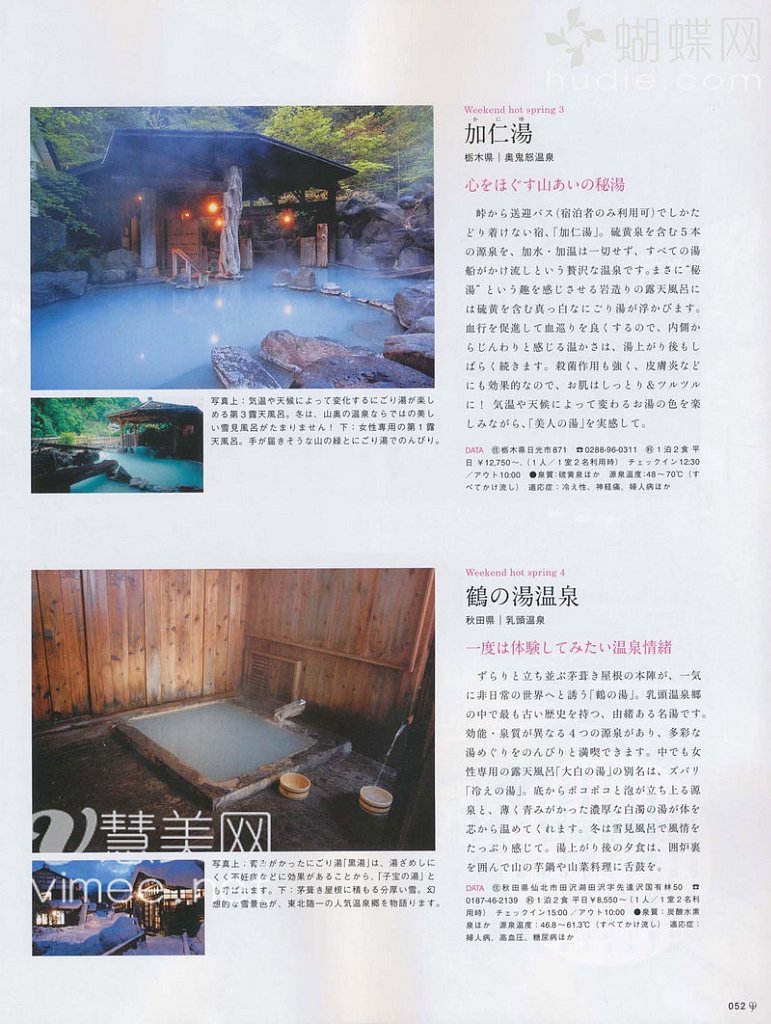 蝴蝶网
hudie.com
Weekend hot spring 3
か に ゆ
加仁湯
栃木県│奥鬼怒温泉
心をほぐす山あいの秘湯
峠から送迎バス(宿泊者のみ利用可)でしかた
どり着けない宿、「加仁湯」。硫黄泉を含む5本
の源泉を、加水・加温は一切せず、すべての湯
船がかけ流しという贅沢な温泉です。まさに"秘
湯"という趣を感じさせる岩造りの露天風呂に
は硫黄を含む真っ白なにごり湯が浮かびます。
血行を促進して血巡りを良くするので、内側か
らじんわりと感じる温かさは、湯上がり後もし
ばらく続きます。殺菌作用も強く、皮膚炎など
にも効果的なので、お肌はしっとり&ツルツル
に! 気温や天候によって変わるお湯の色を楽
しみながら、「美人の湯」を実感して。
DATA ㊟栃木県日光市871 ☎0288-96-0311 ㊕1泊2食 平
日 ¥12,750〜、(1人/1室2名利用時) チェックイン12:30
/アウト10:00 ●泉質:硫黄泉ほか 源泉温度:48〜70℃(す
べてかけ流し) 適応症:冷え性、神経痛、婦人病ほか
写真上:気温や天候によって変化するにごり湯が楽し
める第3露天風呂。冬は、山奥の温泉ならではの美し
い雪見風呂がたまりません! 下:女性専用の第1露
天風呂。手が届きそうな山の緑とにごり湯でのんびり。
Weekend hot spring 4
鶴の湯温泉
秋田県│乳頭温泉
一度は体験してみたい温泉情緒
ずらりと立ち並ぶ茅葺き屋根の本陣が、一気
に非日常の世界へと誘う「鶴の湯」。乳頭温泉郷
の中で最も古い歴史を持つ、由緒ある名湯です。
効能・泉質が異なる4つの源泉があり、多彩な
湯めぐりをのんびりと満喫できます。中でも女
性専用の露天風呂「大白の湯」の別名は、ズバリ
「冷えの湯」。底からポコポコと泡が立ち上る源
泉と、薄く青みがかった濃厚な白濁の湯が体を
芯から温めてくれます。冬は雪見風呂で風情を
たっぷり感じて。湯上がり後の夕食は、囲炉裏
を囲んで山の芋鍋や山菜料理に舌鼓を。
DATA ㊟秋田県仙北市田沢湖田沢字先達沢国有林50 ☎
0187-46-2139 ㊕1泊2食 平日¥8,550〜(1人/1室2名利
用時) チェックイン15:00/アウト10:00 ●泉質:炭酸水素
泉ほか 源泉温度:46.8〜61.3℃(すべてかけ流し) 適応症:
婦人病、高血圧、糖尿病ほか
慧美网
vimee.ne
写真上:青みがかったにごり湯「黒湯」は、湯ざめしに
くく不妊症などに効果があることから、「子宝の湯」と
も呼ばれます。下:茅葺き屋根に積もる分厚い雪。幻
想的な雪景色が、東北随一の人気温泉郷を物語ります。
052